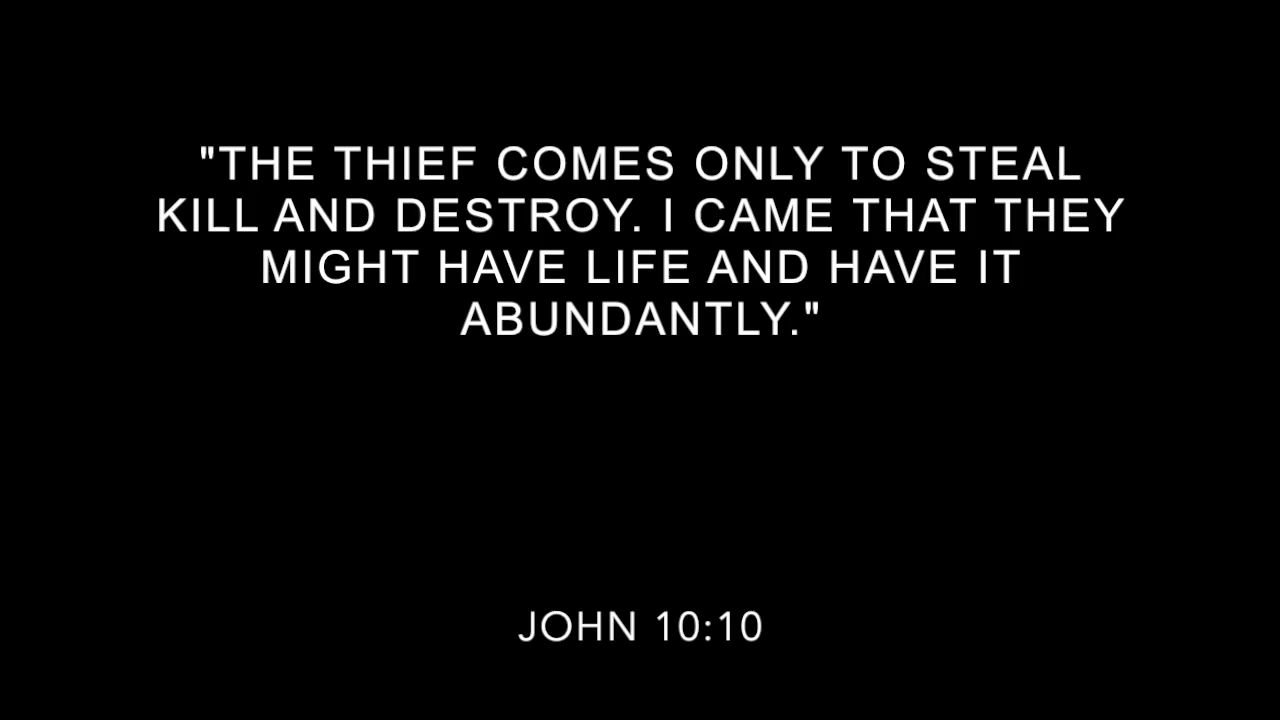 "THE THIEF COMES ONLY TO STEAL
KILL AND DESTROY. I CAME THAT THEY
MIGHT HAVE LIFE AND HAVE IT
ABUNDANTLY."
JOHN 10:10